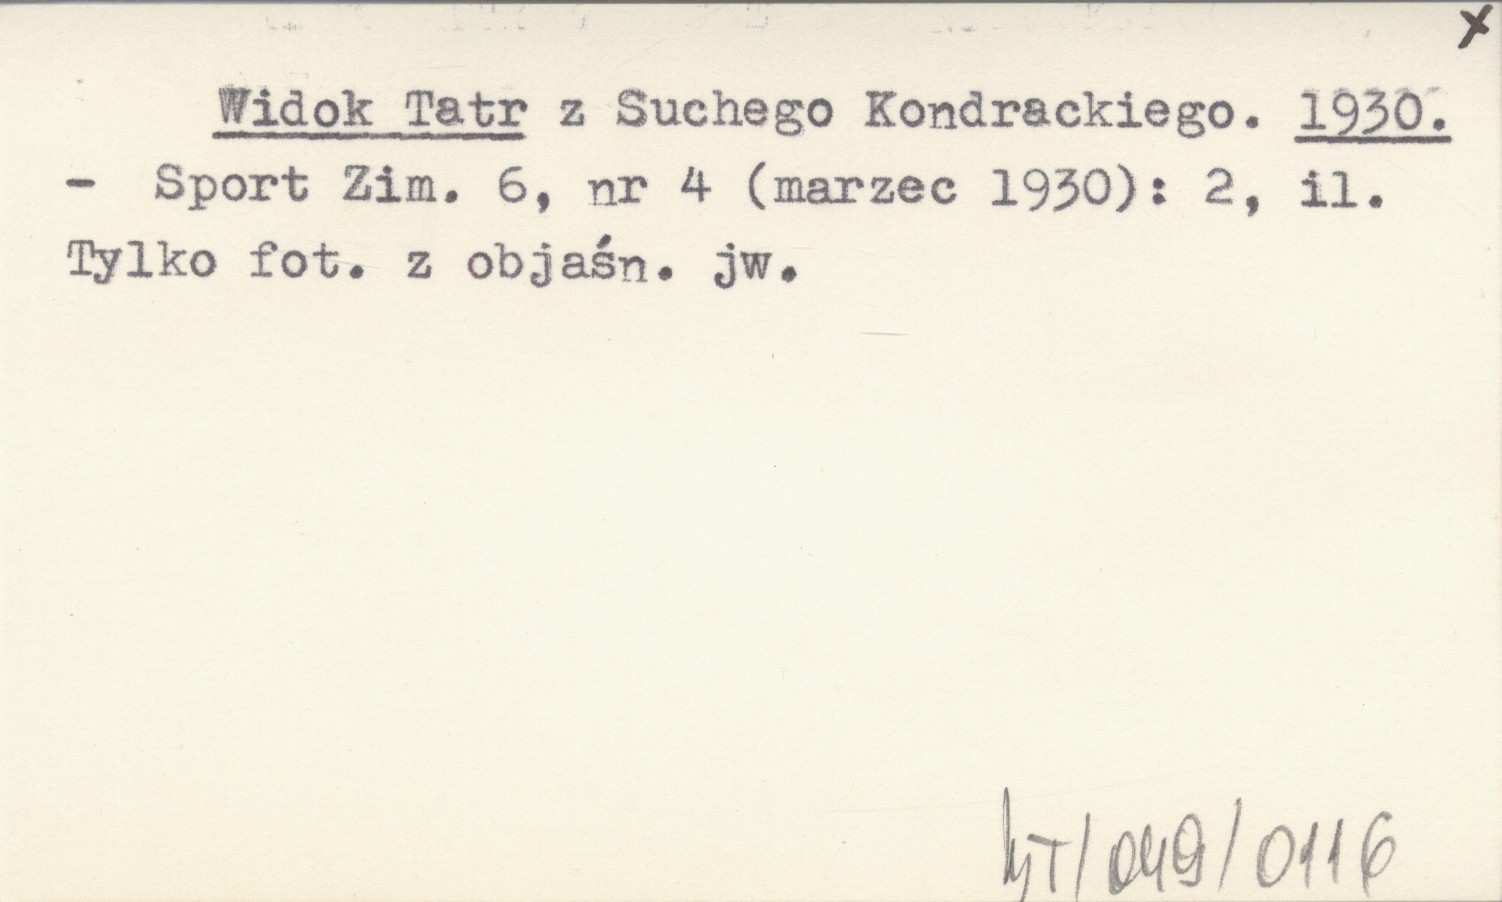 x
Widok Tatr z Suchego Kondrackiego. 1930.
- Sport Zim. 6, nr 4 (marzec 1930): 2, il.
Tylko fot. z objaśn. jw.
/049/0116